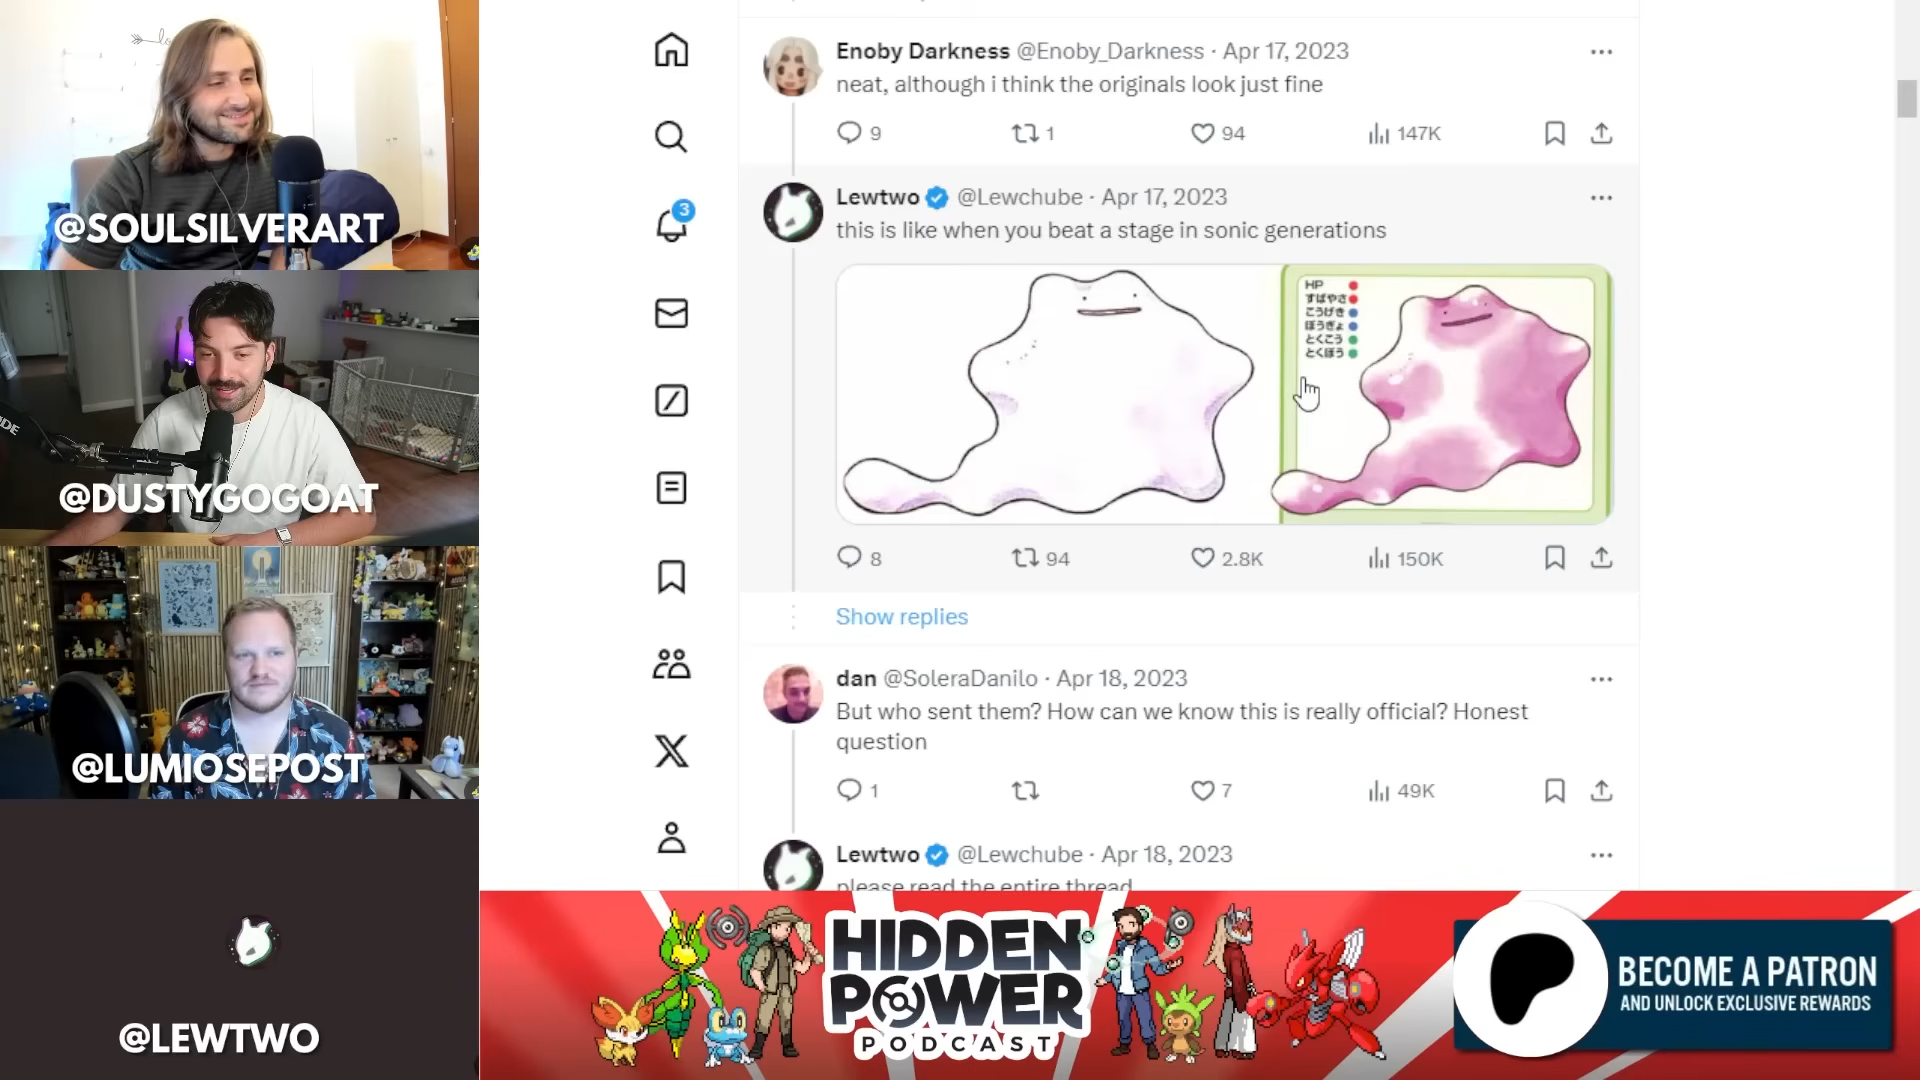 @SOULSILVERART
@DUSTYGOGOAT
@LUMIOSEPOST
@LEWTWO
3
Enoby Darkness @Enoby_Darkness · Apr 17, 2023
neat, although i think the originals look just fine
9 1 94 147K
Lewtwo @Lewchube · Apr 17, 2023
this is like when you beat a stage in sonic generations
HP
すばやさ
こうげき
ぼうぎょ
とくこう
とくぼう
8 94 2.8K 150K
Show replies
dan @SoleraDanilo · Apr 18, 2023
But who sent them? How can we know this is really official? Honest
question
1 7 49K
Lewtwo @Lewchube · Apr 18, 2023
please read the entire thread
HIDDEN
POWER
PODCAST
BECOME A PATRON
AND UNLOCK EXCLUSIVE REWARDS